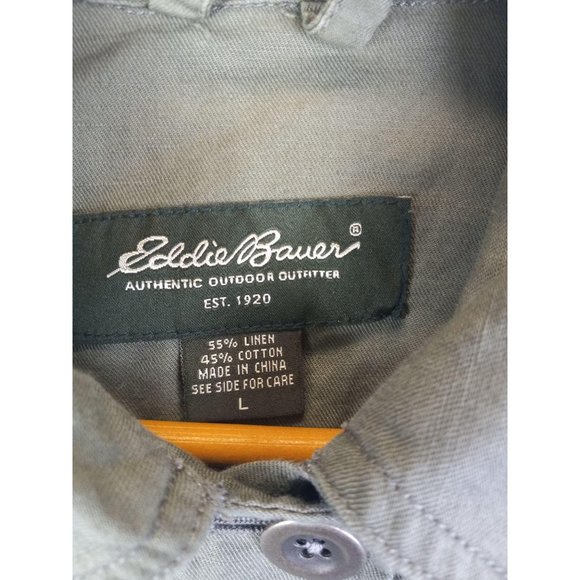 Eddie Bauer®
AUTHENTIC OUTDOOR OUTFITTER
EST. 1920
55% LINEN
45% COTTON
MADE IN CHINA
SEE SIDE FOR CARE
L